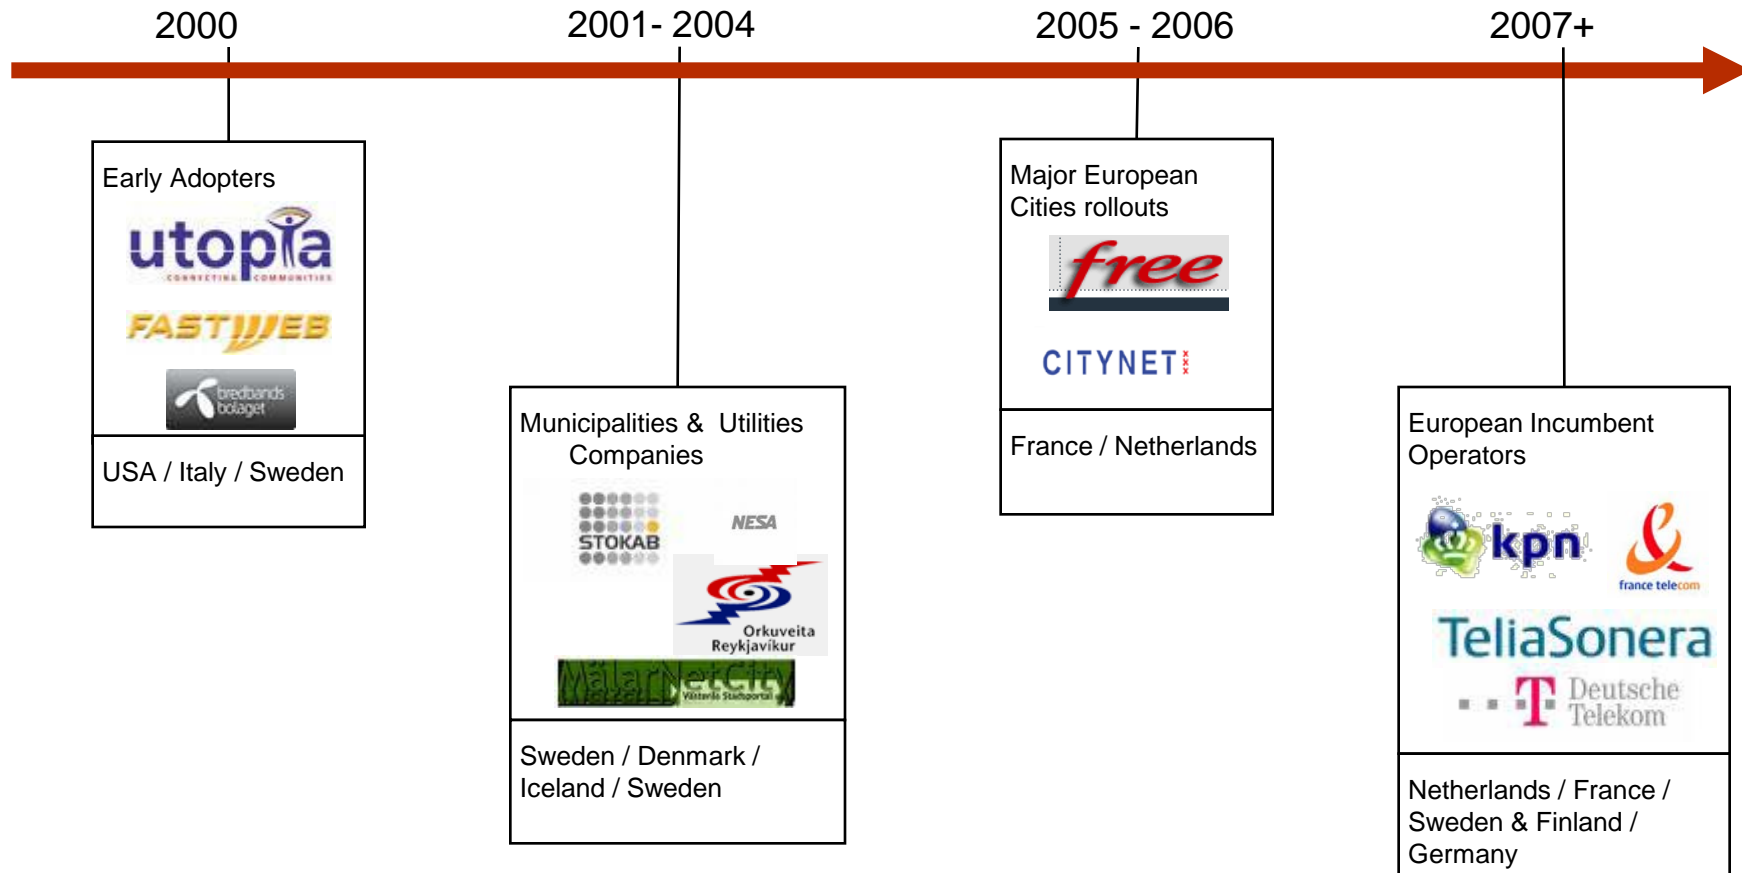 2000
2001- 2004
2005 - 2006
2007+
Early Adopters
utopia
CONNECTING COMMUNITIES
FASTWEB
bredbands
bolaget
USA / Italy / Sweden
Municipalities & Utilities
Companies
STOKAB
NESA
Orkuveita
Reykjavíkur
MälarNetCity
Västerås Stadsportal
Sweden / Denmark /
Iceland / Sweden
Major European
Cities rollouts
free
CITYNET
xxx
France / Netherlands
European Incumbent
Operators
kpn
france telecom
TeliaSonera
Deutsche
Telekom
Netherlands / France /
Sweden & Finland /
Germany